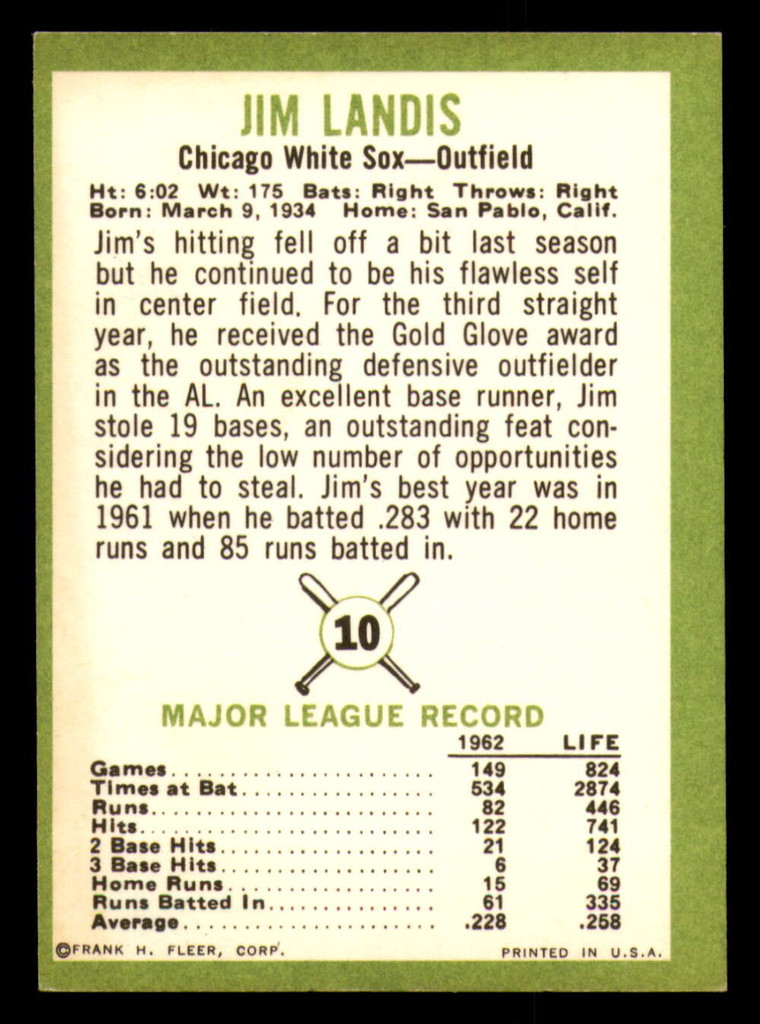 JIM LANDIS
Chicago White Sox—Outfield
Ht: 6:02 Wt: 175 Bats: Right Throws: Right
Born: March 9, 1934 Home: San Pablo, Calif.
Jim's hitting fell off a bit last season
but he continued to be his flawless self
in center field. For the third straight
year, he received the Gold Glove award
as the outstanding defensive outfielder
in the AL. An excellent base runner, Jim
stole 19 bases, an outstanding feat con-
sidering the low number of opportunities
he had to steal. Jim's best year was in
1961 when he batted .283 with 22 home
runs and 85 runs batted in.
10
MAJOR LEAGUE RECORD
1962 LIFE
Games........................ 149 824
Times at Bat.................. 534 2874
Runs.......................... 82 446
Hits.......................... 122 741
2 Base Hits................... 21 124
3 Base Hits................... 6 37
Home Runs..................... 15 69
Runs Batted In................ 61 335
Average....................... .228 .258
©FRANK H. FLEER, CORP. PRINTED IN U.S.A.